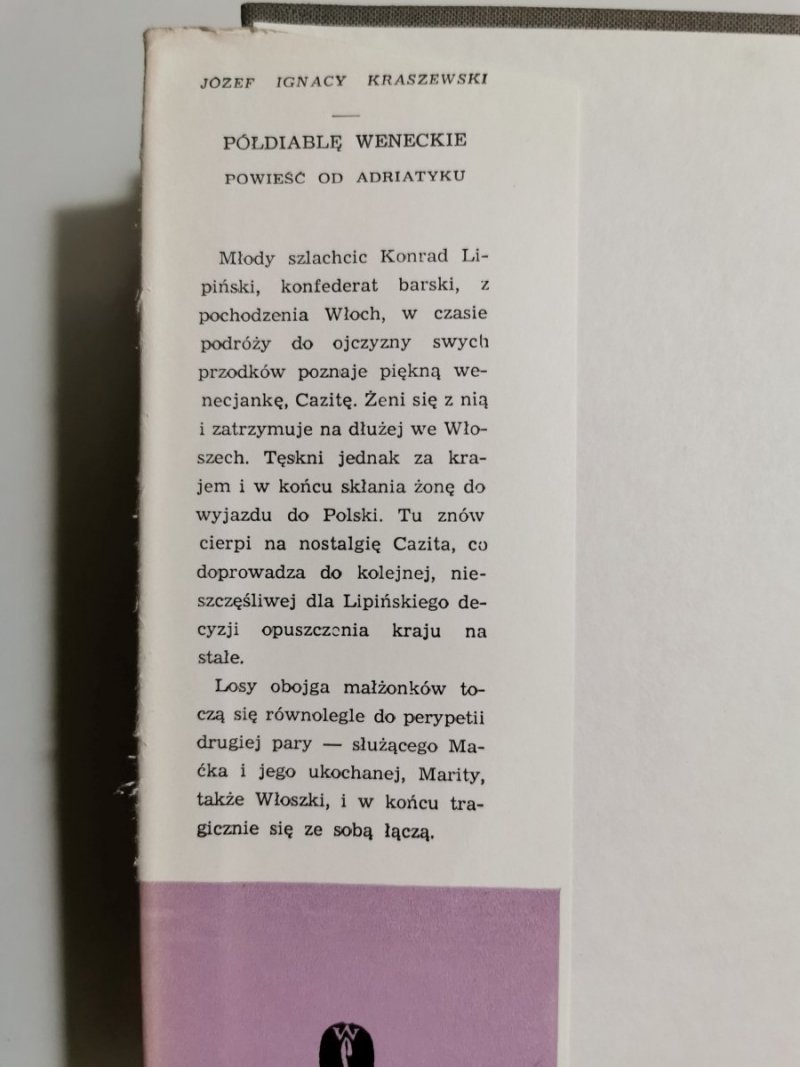 JÓZEF IGNACY KRASZEWSKI
PÓŁDIABLĘ WENECKIE
POWIEŚĆ OD ADRIATYKU
Młody szlachcic Konrad Li-
piński, konfederat barski, z
pochodzenia Włoch, w czasie
podróży do ojczyzny swych
przodków poznaje piękną we-
necjankę, Cazitę. Żeni się z nią
i zatrzymuje na dłużej we Wło-
szech. Tęskni jednak za kra-
jem i w końcu skłania żonę do
wyjazdu do Polski. Tu znów
cierpi na nostalgię Cazita, co
doprowadza do kolejnej, nie-
szczęśliwej dla Lipińskiego de-
cyzji opuszczenia kraju na
stałe.
Losy obojga małżonków to-
czą się równolegle do perypetii
drugiej pary — służącego Ma-
ćka i jego ukochanej, Marity,
także Włoszki, i w końcu tra-
gicznie się ze sobą łączą.
W